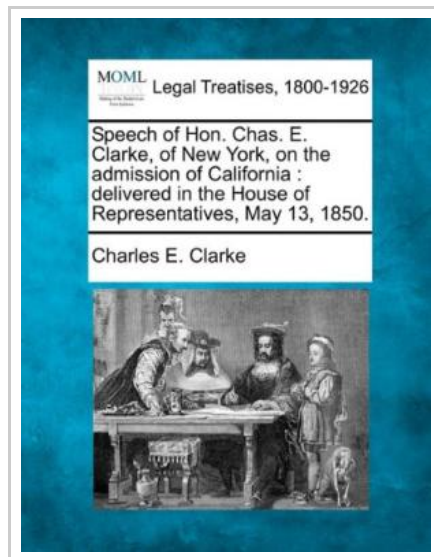 MOML
Legal Treatises, 1800-1926
Speech of Hon. Chas. E.
Clarke, of New York, on the
admission of California :
delivered in the House of
Representatives, May 13, 1850.
Charles E. Clarke